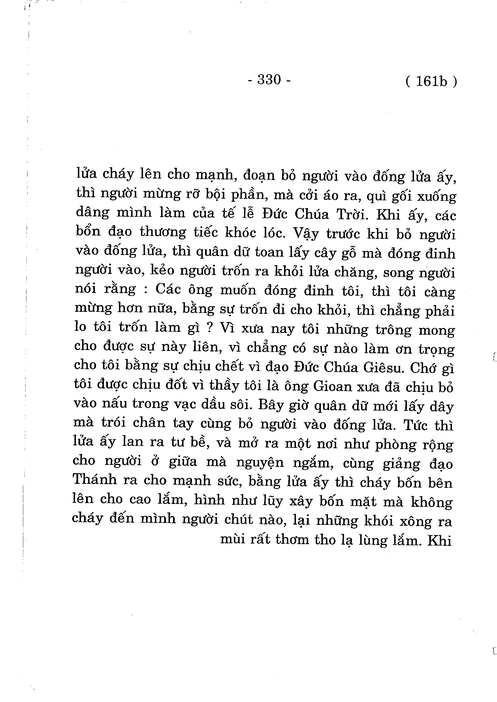 - 330 - ( 161b )
lửa cháy lên cho mạnh, đoạn bỏ người vào đống lửa ấy,
thì người mừng rỡ bội phần, mà cởi áo ra, quì gối xuống
dâng mình làm của tế lễ Đức Chúa Trời. Khi ấy, các
bổn đạo thương tiếc khóc lóc. Vậy trước khi bỏ người
vào đống lửa, thì quân dữ toan lấy cây gỗ mà đóng đinh
người vào, kẻo người trốn ra khỏi lửa chăng, song người
nói rằng : Các ông muốn đóng đinh tôi, thì tôi càng
mừng hơn nữa, bằng sự trốn đi cho khỏi, thì chẳng phải
lo tôi trốn làm gì ? Vì xưa nay tôi những trông mong
cho được sự này liên, vì chẳng có sự nào làm ơn trọng
cho tôi bằng sự chịu chết vì đạo Đức Chúa Giêsu. Chớ gì
tôi được chịu đốt vì thầy tôi là ông Gioan xưa đã chịu bỏ
vào nấu trong vạc dầu sôi. Bây giờ quân dữ mới lấy dây
mà trói chân tay cùng bỏ người vào đống lửa. Tức thì
lửa ấy lan ra tư bề, và mở ra một nơi như phòng rộng
cho người ở giữa mà nguyện ngắm, cùng giảng đạo
Thánh ra cho mạnh sức, bằng lửa ấy thì cháy bốn bên
lên cho cao lắm, hình như lũy xây bốn mặt mà không
cháy đến mình người chút nào, lại những khói xông ra
mùi rất thơm tho lạ lùng lắm. Khi